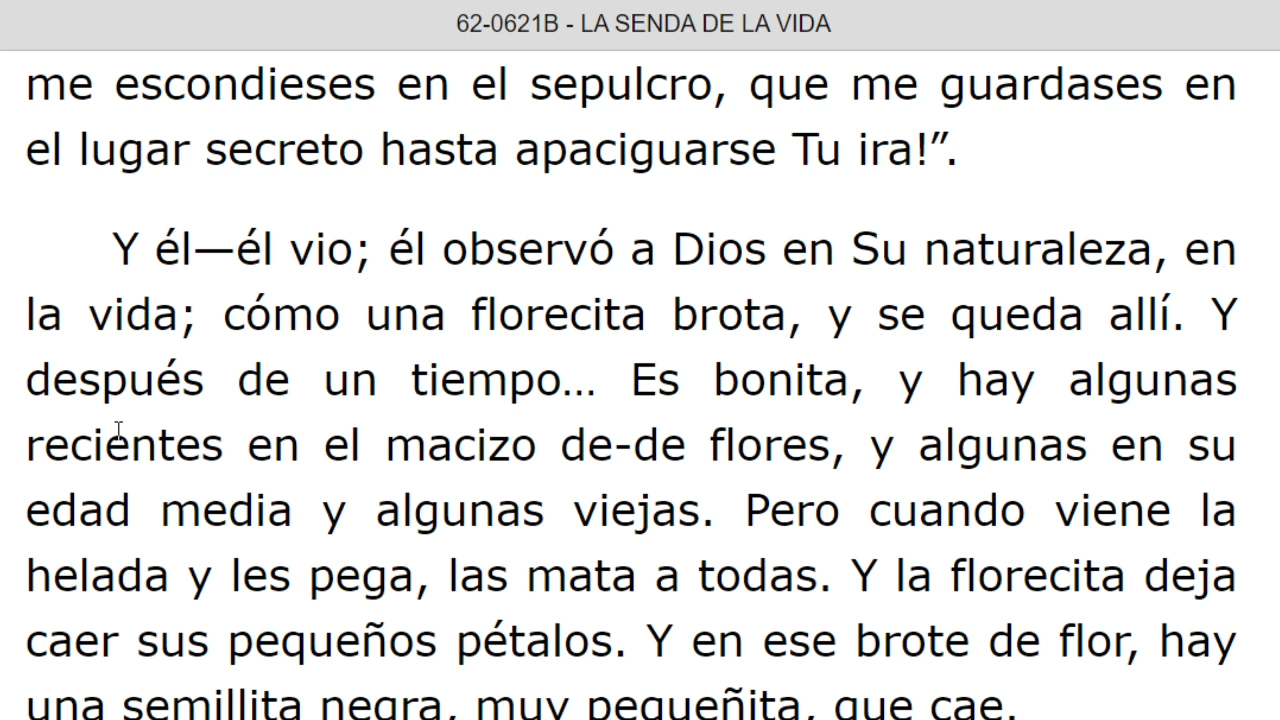 62-0621B - LA SENDA DE LA VIDA
me escondieses en el sepulcro, que me guardases en
el lugar secreto hasta apaciguarse Tu ira!”.
Y él—él vio; él observó a Dios en Su naturaleza, en
la vida; cómo una florecita brota, y se queda allí. Y
después de un tiempo… Es bonita, y hay algunas
recientes en el macizo de-de flores, y algunas en su
edad media y algunas viejas. Pero cuando viene la
helada y les pega, las mata a todas. Y la florecita deja
caer sus pequeños pétalos. Y en ese brote de flor, hay
una semillita negra, muy pequeñita, que cae.